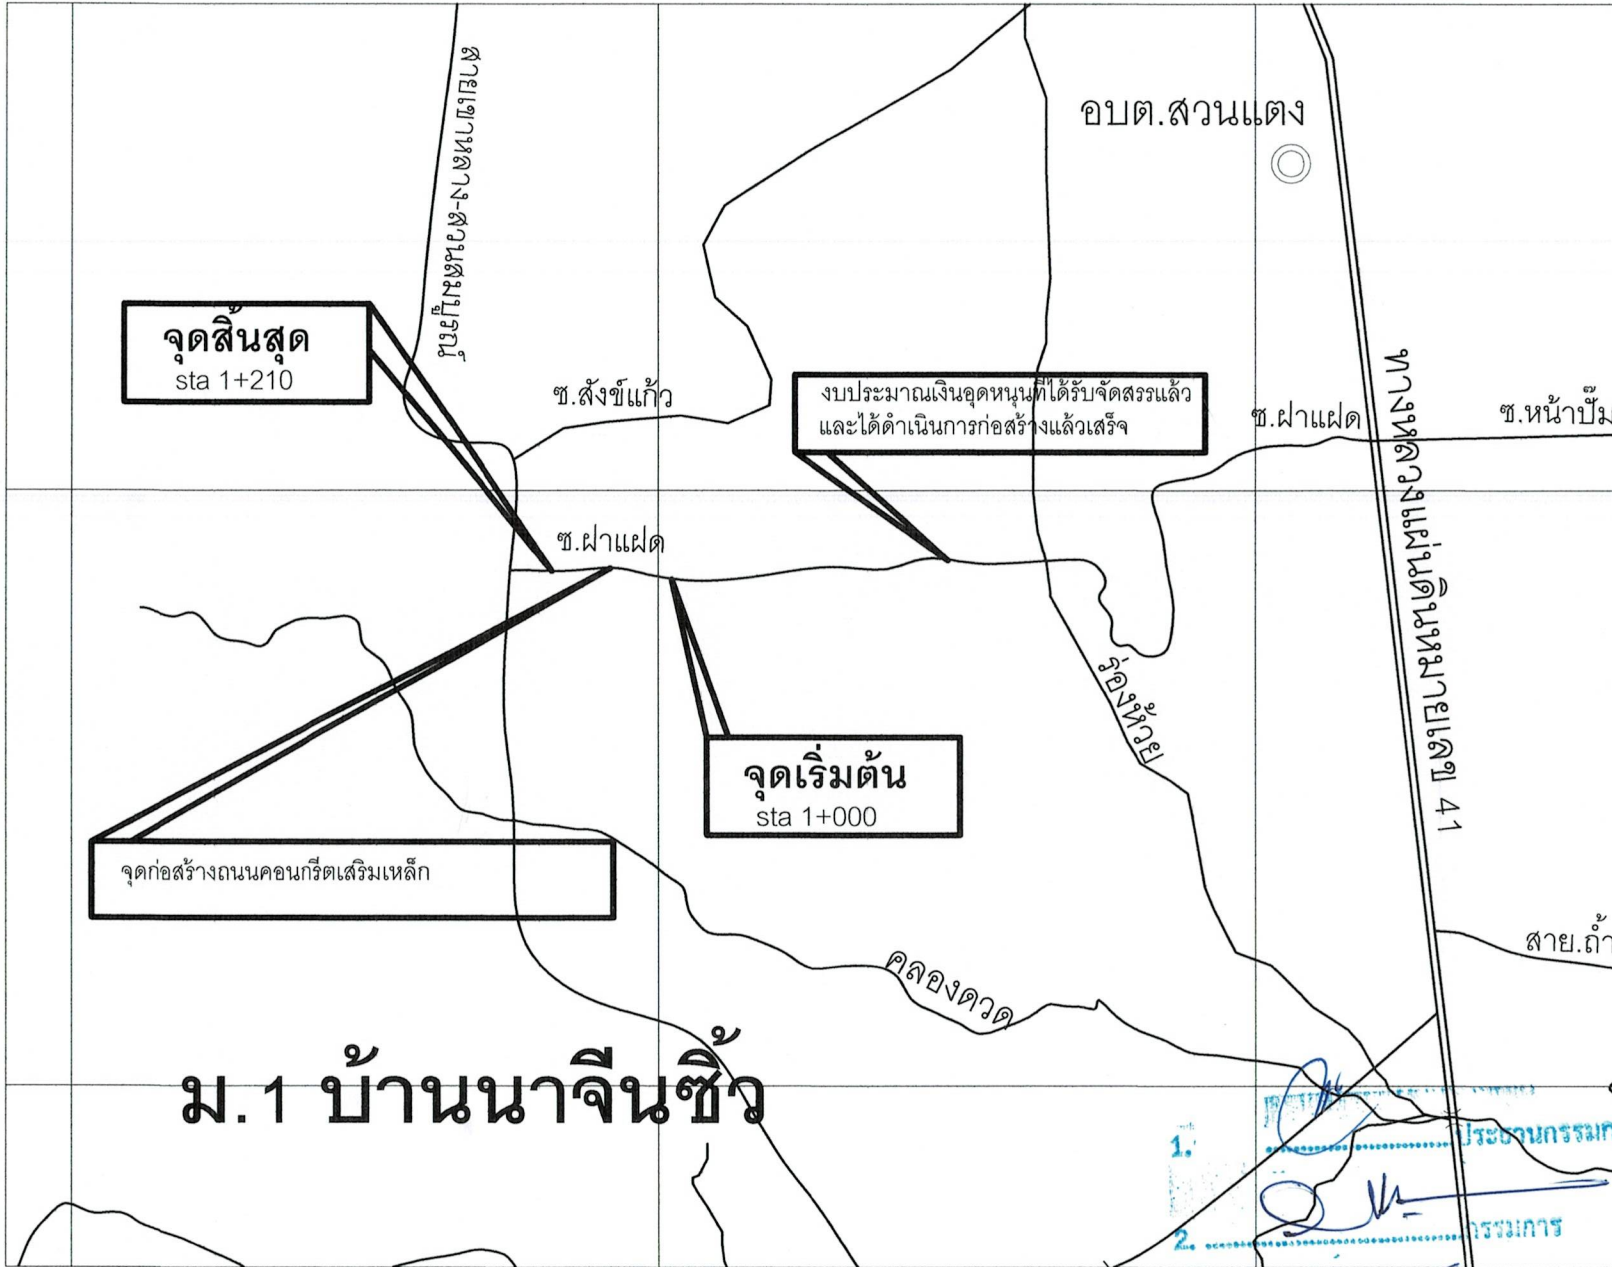 สายเขาหลาง-สวนสมบูรณ์
อบต.สวนแตง
จุดสิ้นสุด
sta 1+210
ซ.สังข์แก้ว
งบประมาณเงินอุดหนุนที่ได้รับจัดสรรแล้ว
และได้ดำเนินการก่อสร้างแล้วเสร็จ
ซ.ฝาแฝด
ซ.หน้าปั๊ม
ทางหลวงแผ่นดินหมายเลข 41
ซ.ฝาแฝด
ร่องห้วย
จุดเริ่มต้น
sta 1+000
จุดก่อสร้างถนนคอนกรีตเสริมเหล็ก
สาย.ถ้ำ
คลองดวด
ม.1 บ้านนาจีนซิ้ว
1. ประธานกรรมก
2. กรรมการ